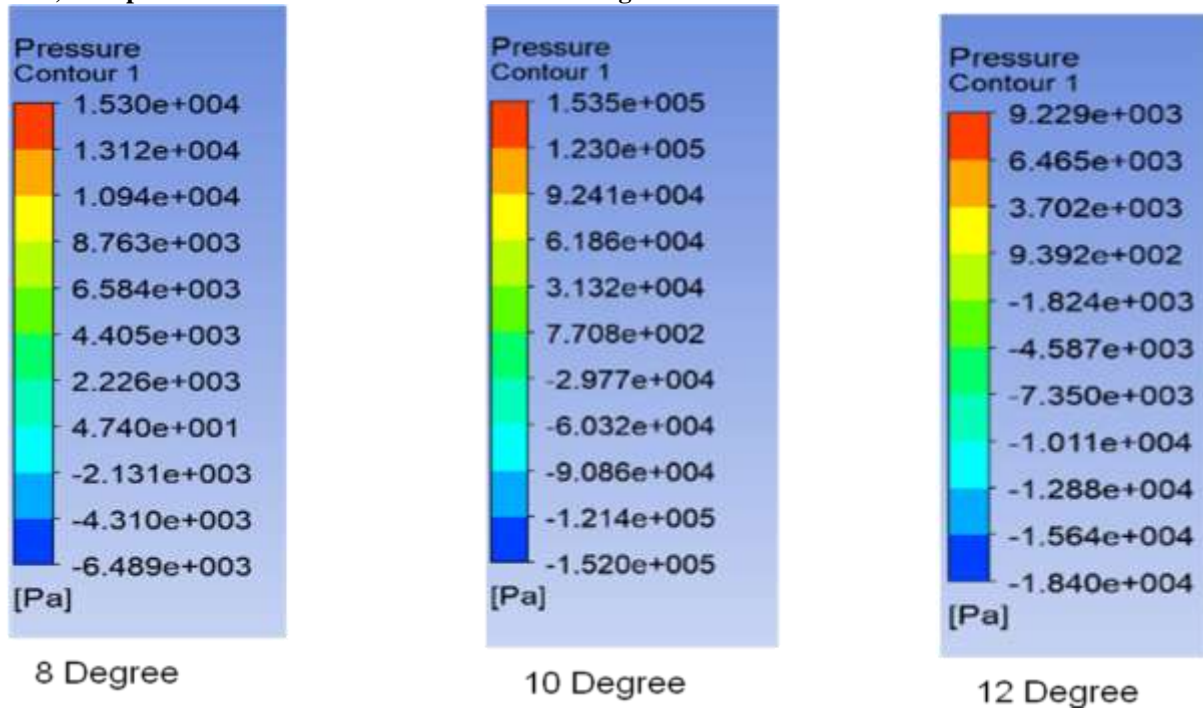 Pressure
Contour 1
1.530e+004
1.312e+004
1.094e+004
8.763e+003
6.584e+003
4.405e+003
2.226e+003
4.740e+001
-2.131e+003
-4.310e+003
-6.489e+003
[Pa]
8 Degree
Pressure
Contour 1
1.535e+005
1.230e+005
9.241e+004
6.186e+004
3.132e+004
7.708e+002
-2.977e+004
-6.032e+004
-9.086e+004
-1.214e+005
-1.520e+005
[Pa]
10 Degree
Pressure
Contour 1
9.229e+003
6.465e+003
3.702e+003
9.392e+002
-1.824e+003
-4.587e+003
-7.350e+003
-1.011e+004
-1.288e+004
-1.564e+004
-1.840e+004
[Pa]
12 Degree